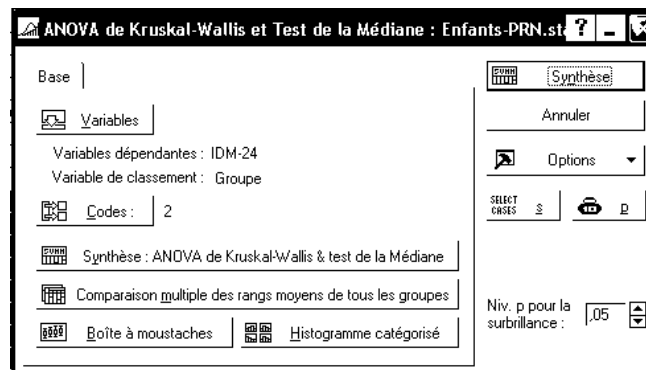 ANOVA de Kruskal-Wallis et Test de la Médiane : Enfants-PRN.sta
Base
Variables
Variables dépendantes : IDM-24
Variable de classement : Groupe
Codes : 2
Synthèse : ANOVA de Kruskal-Wallis & test de la Médiane
Comparaison multiple des rangs moyens de tous les groupes
Boîte à moustaches
Histogramme catégorisé
Synthèse
Annuler
Options
SELECT CASES S D
Niv. p pour la surbrillance : ,05